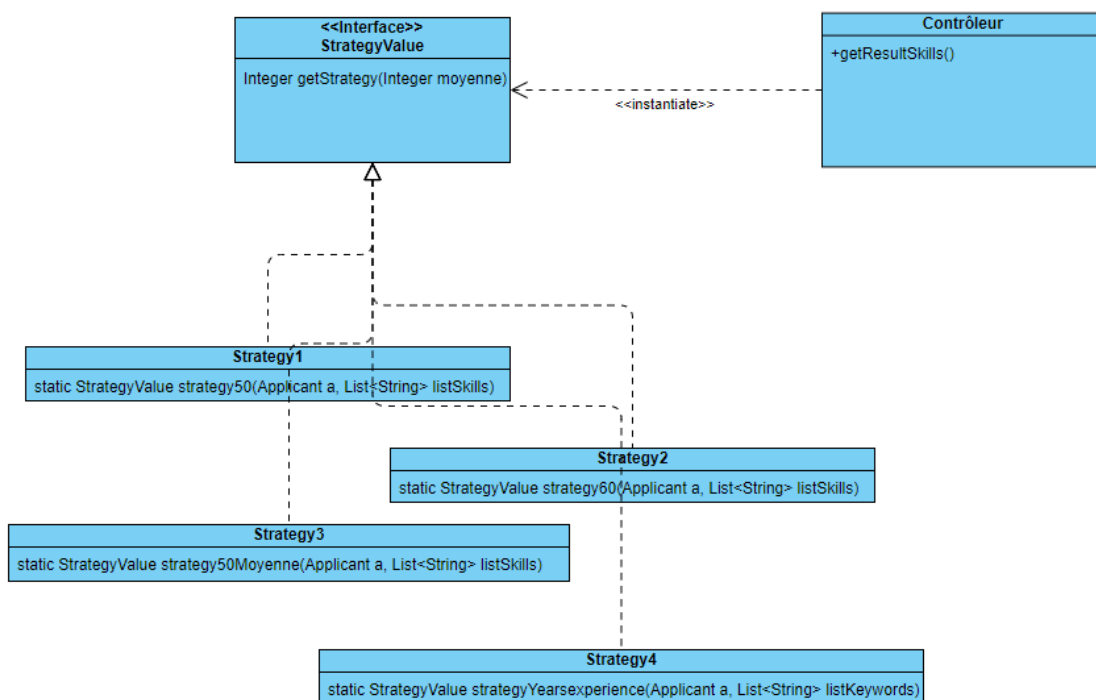 <<Interface>>
StrategyValue
Integer getStrategy(Integer moyenne)
Contrôleur
+getResultSkills()
<<instantiate>>
Strategy1
static StrategyValue strategy50(Applicant a, List<String> listSkills)
Strategy2
static StrategyValue strategy60(Applicant a, List<String> listSkills)
Strategy3
static StrategyValue strategy50Moyenne(Applicant a, List<String> listSkills)
Strategy4
static StrategyValue strategyYearsexperience(Applicant a, List<String> listKeywords)